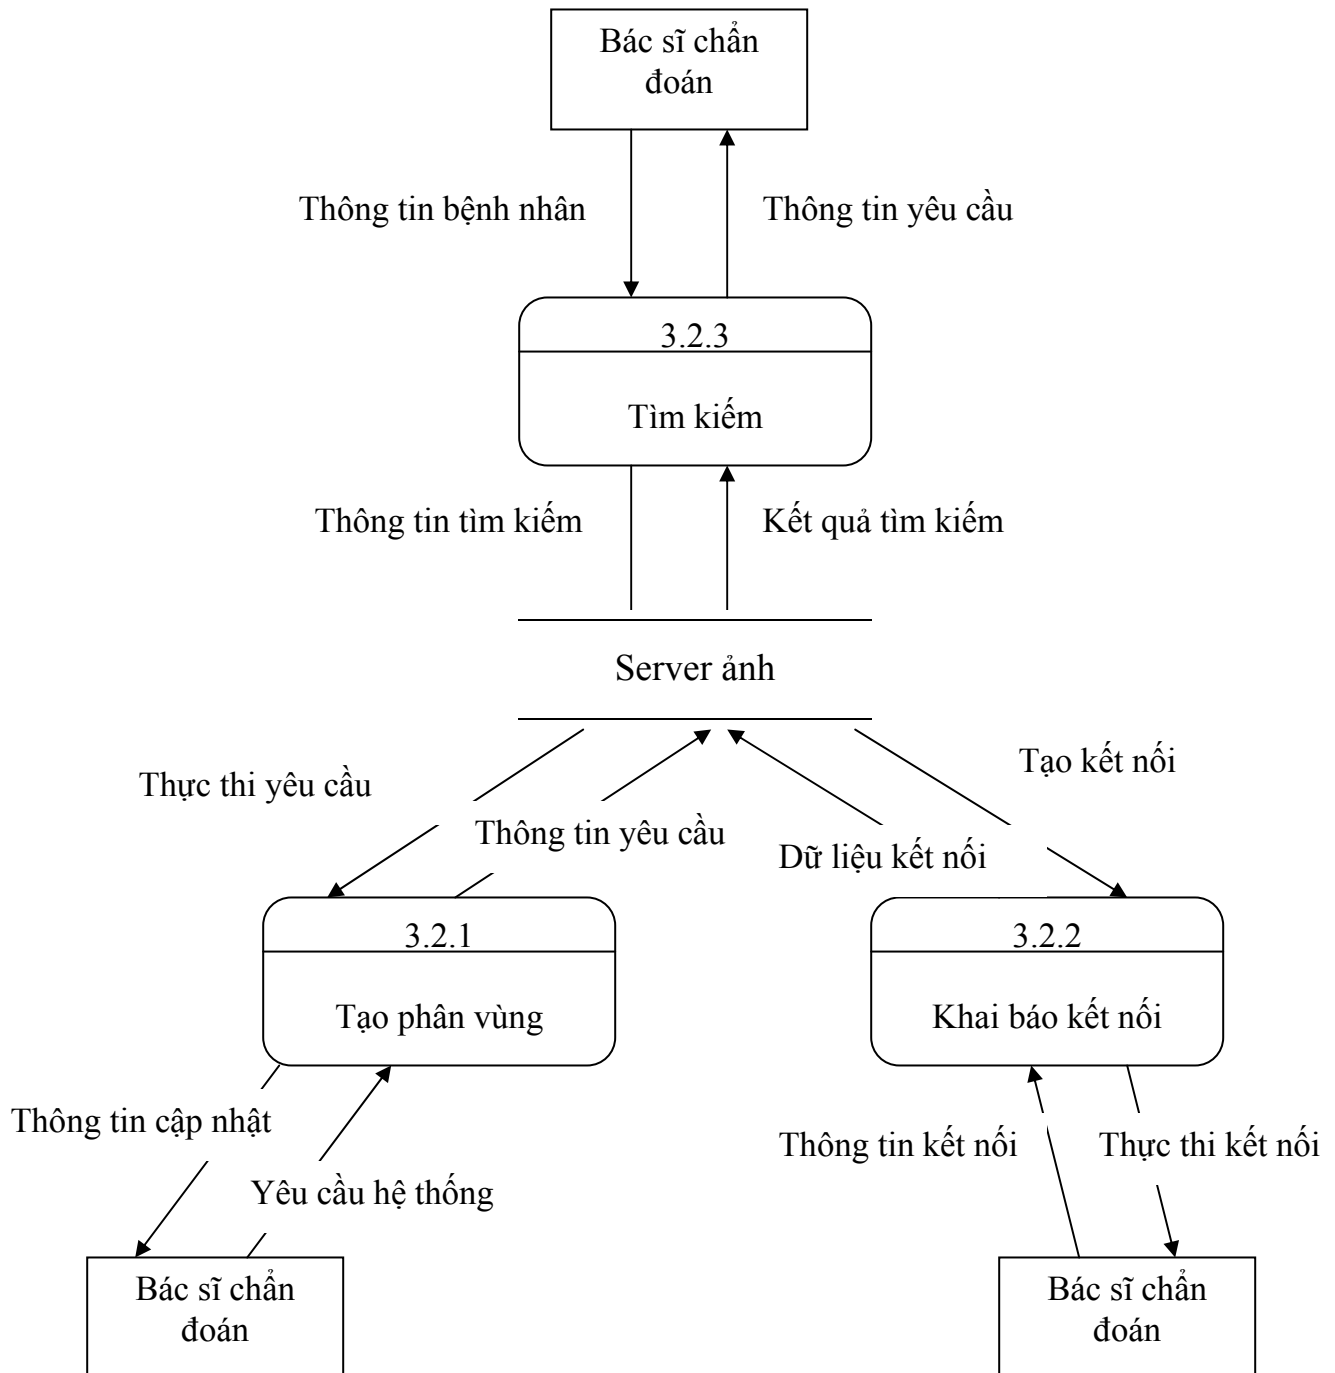 Bác sĩ chẩn
đoán
Thông tin bệnh nhân
Thông tin yêu cầu
3.2.3
Tìm kiếm
Thông tin tìm kiếm
Kết quả tìm kiếm
Server ảnh
Tạo kết nối
Thực thi yêu cầu
Thông tin yêu cầu
Dữ liệu kết nối
3.2.1
3.2.2
Tạo phân vùng
Khai báo kết nối
Thông tin cập nhật
Thông tin kết nối
Thực thi kết nối
Yêu cầu hệ thống
Bác sĩ chẩn
đoán
Bác sĩ chẩn
đoán